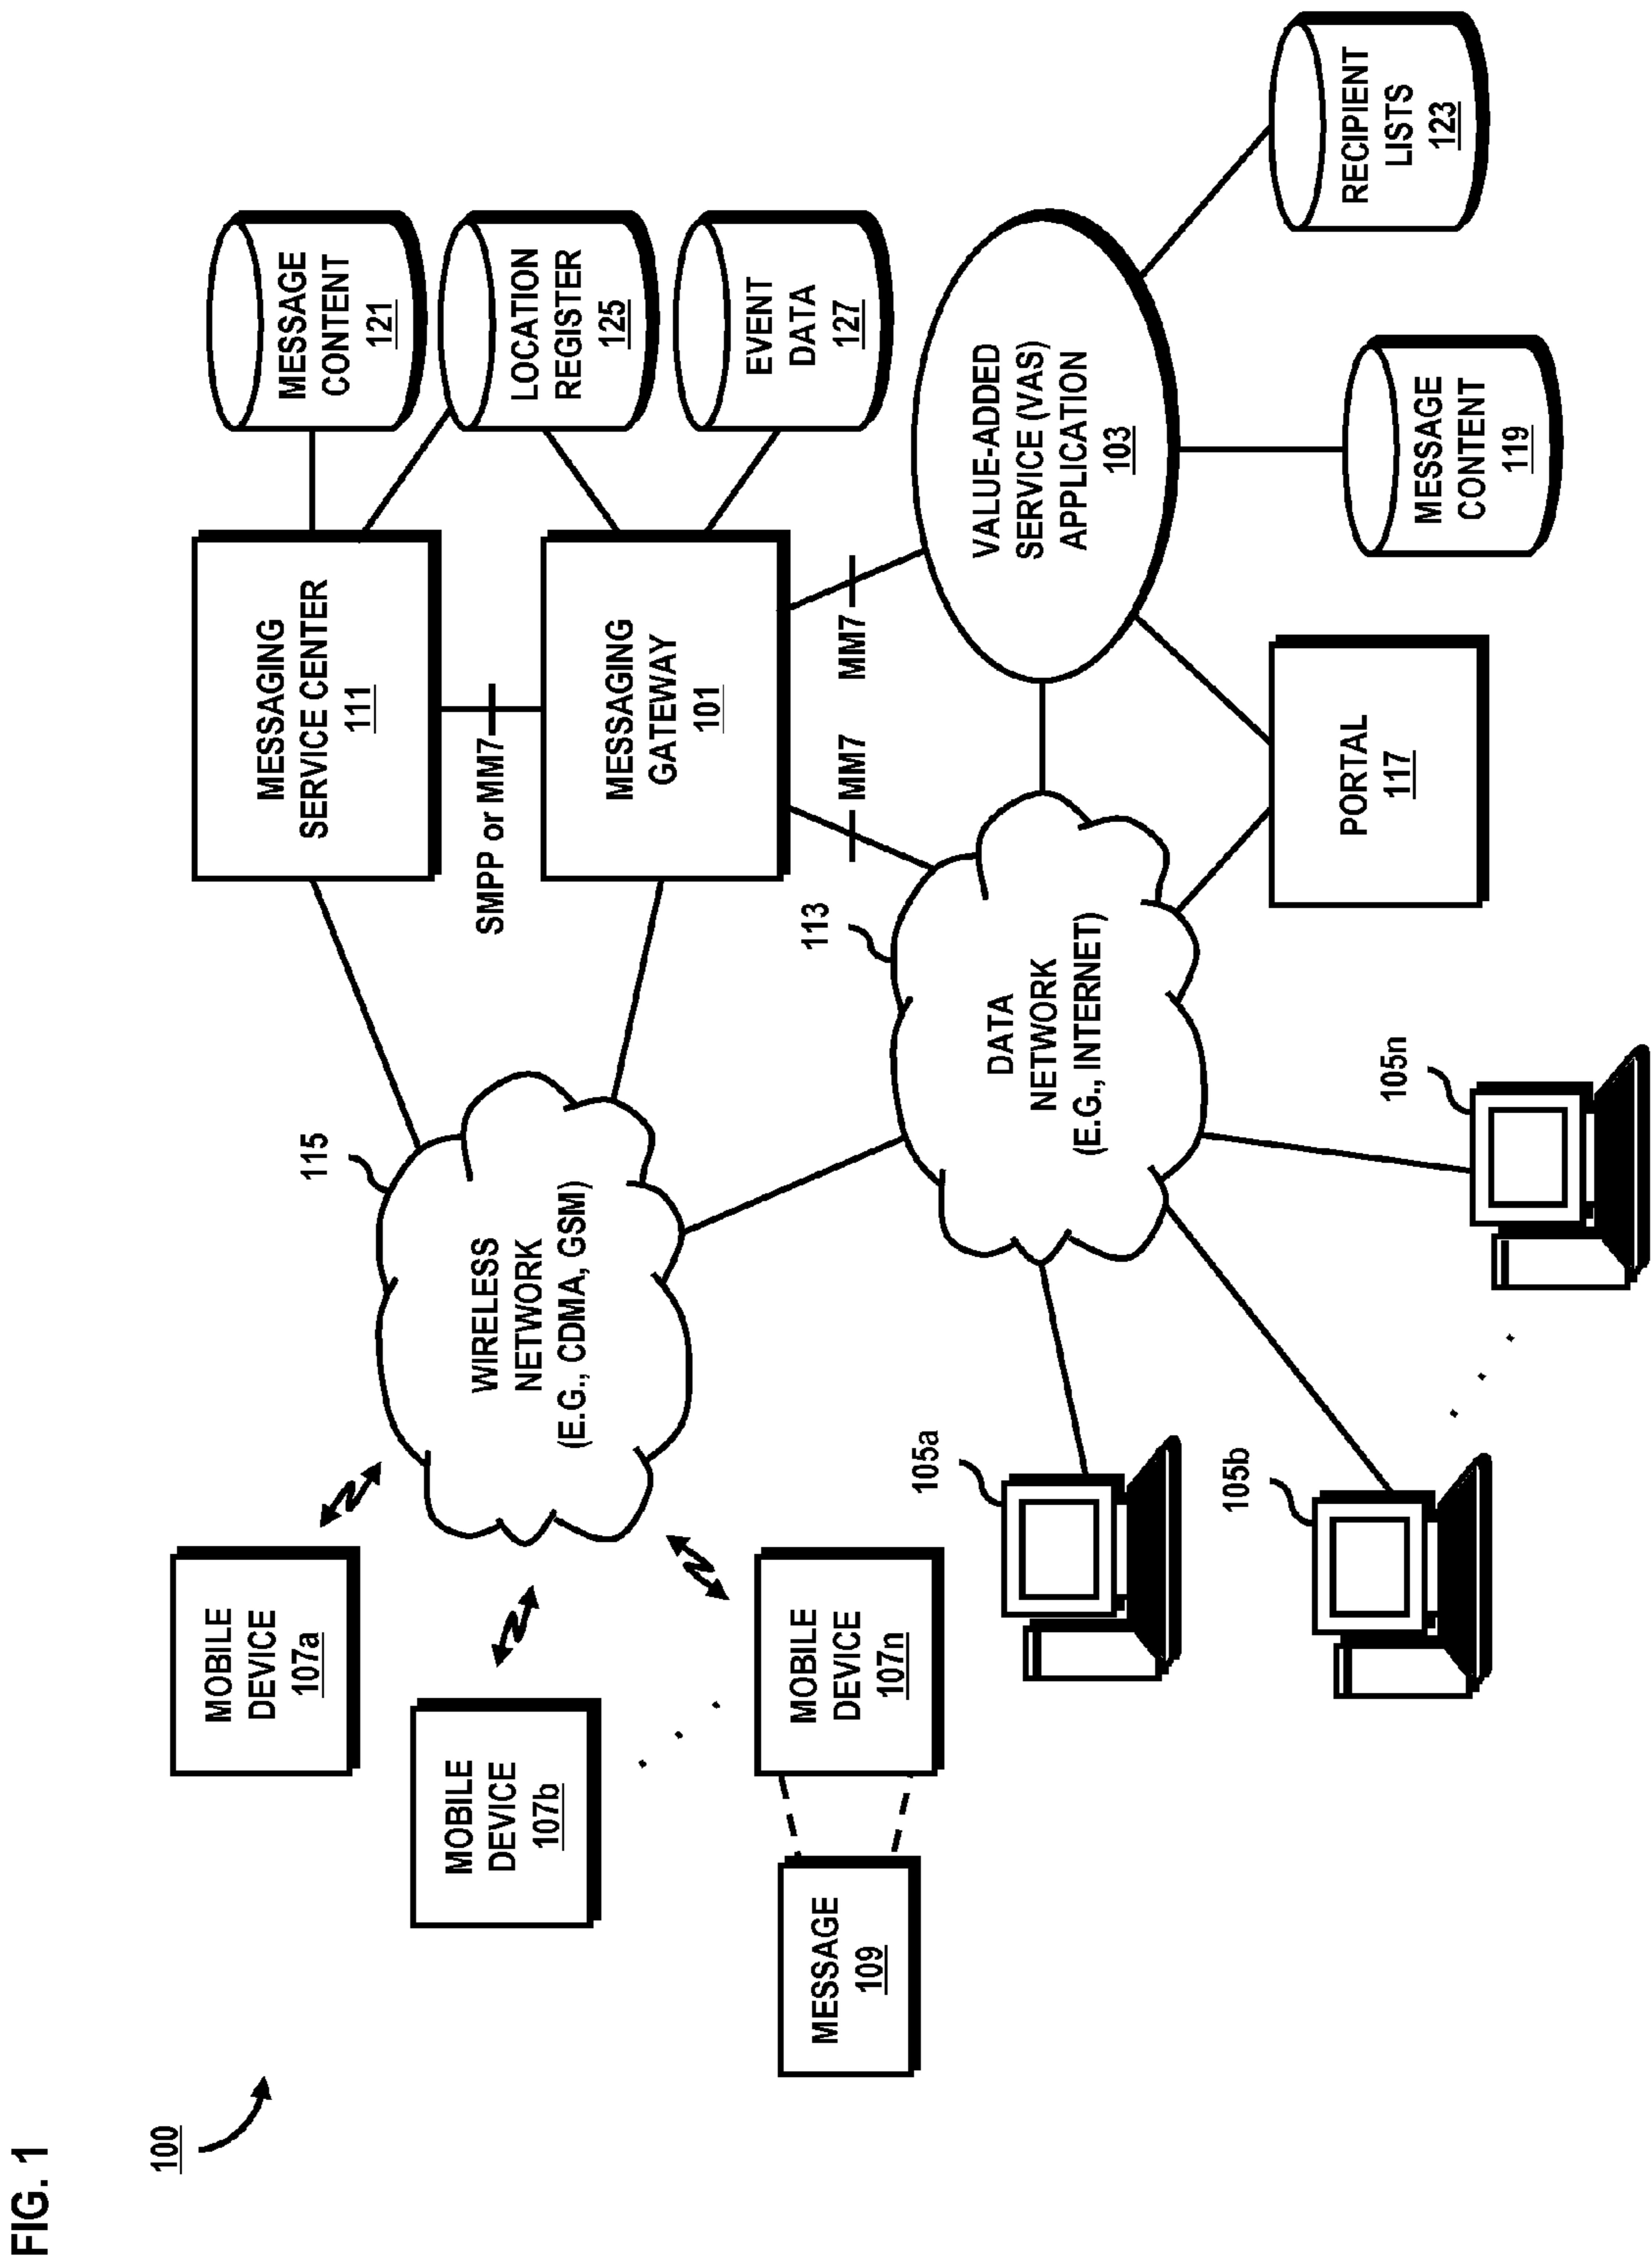 FIG. 1
100
MOBILE
DEVICE
107a
MOBILE
DEVICE
107b
MOBILE
DEVICE
107n
MESSAGE
109
115
WIRELESS
NETWORK
(E.G., CDMA, GSM)
MESSAGING
SERVICE CENTER
111
SMPP or MM7
MESSAGING
GATEWAY
101
MESSAGE
CONTENT
121
LOCATION
REGISTER
125
EVENT
DATA
127
MM7
MM7
113
DATA
NETWORK
(E.G., INTERNET)
VALUE-ADDED
SERVICE (VAS)
APPLICATION
103
RECIPIENT
LISTS
123
MESSAGE
CONTENT
119
PORTAL
117
105a
105b
105n